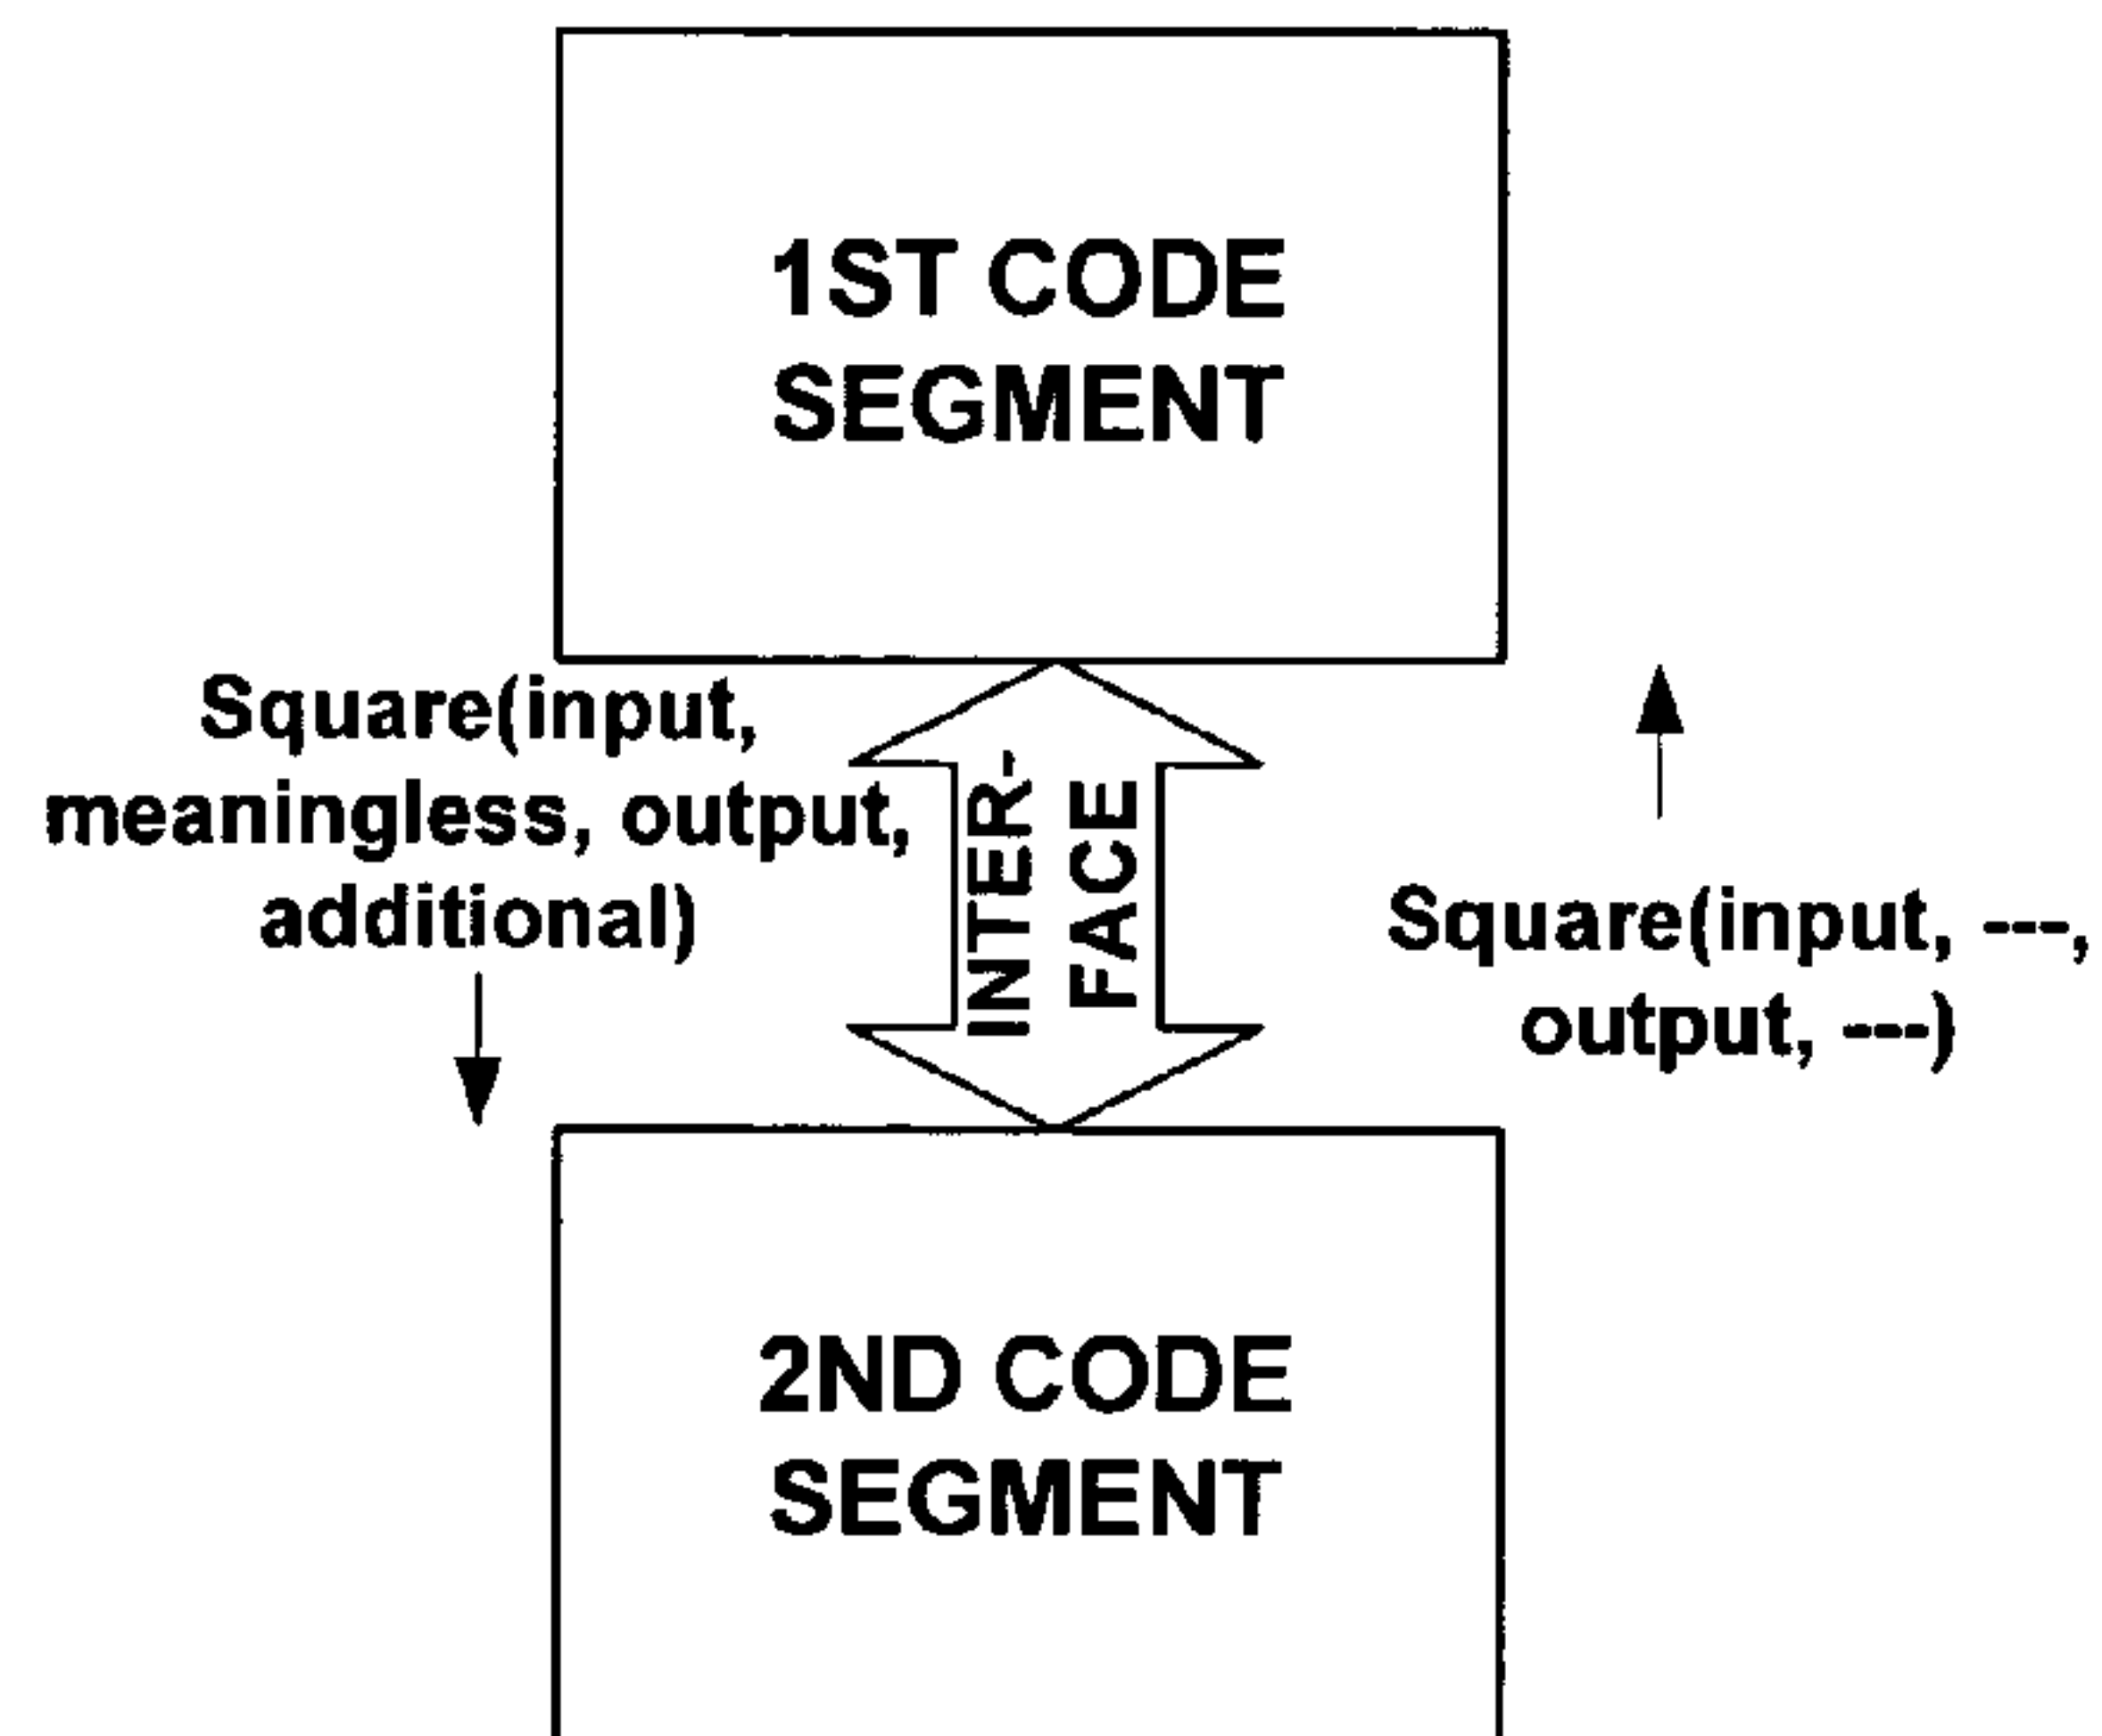 1ST CODE
SEGMENT
Square(input,
meaningless, output,
additional)
INTER-
FACE
Square(input, ---,
output, ---)
2ND CODE
SEGMENT